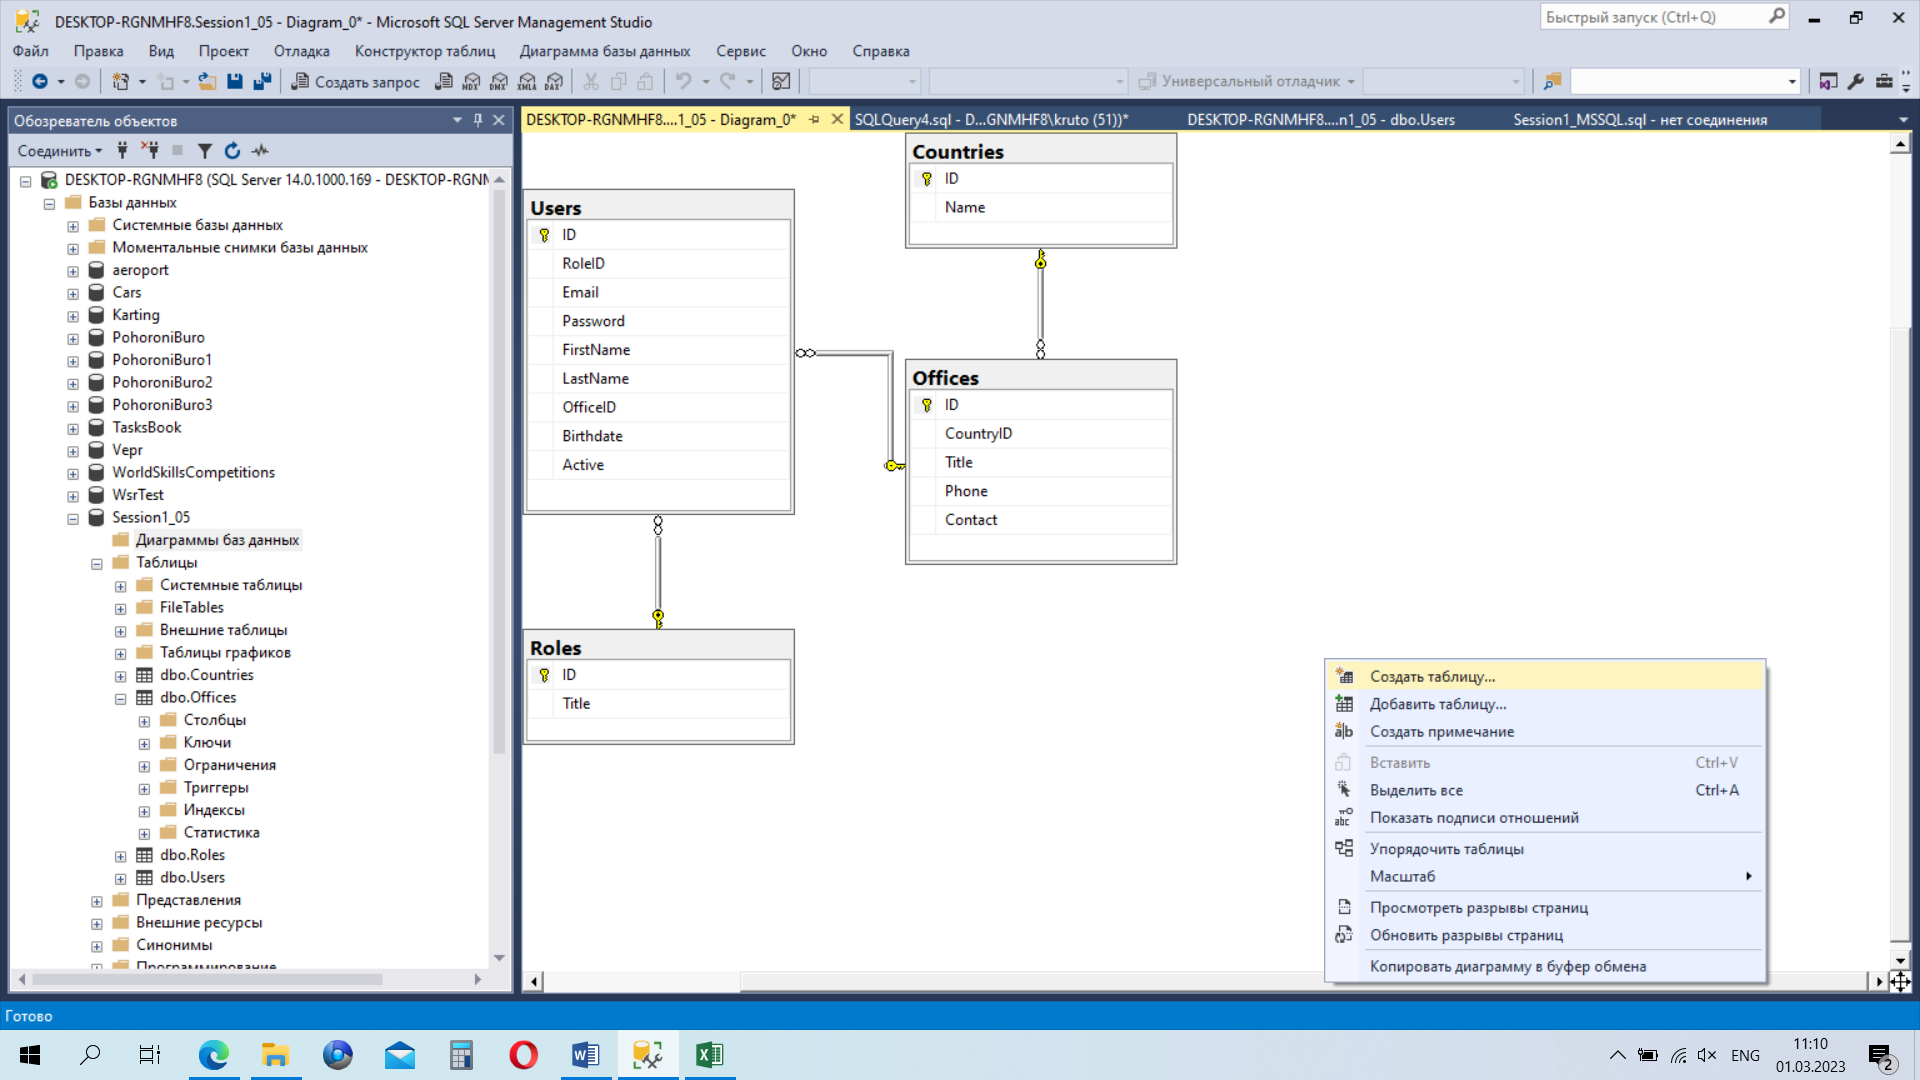 DESKTOP-RGNMHF8.Session1_05 - Diagram_0* - Microsoft SQL Server Management Studio
Быстрый запуск (Ctrl+Q)
Файл Правка Вид Проект Отладка Конструктор таблиц Диаграмма базы данных Сервис Окно Справка
Создать запрос
MDX DMX XMLA DAX
Универсальный отладчик
Обозреватель объектов
Соединить
DESKTOP-RGNMHF8 (SQL Server 14.0.1000.169 - DESKTOP-RGNM
Базы данных
Системные базы данных
Моментальные снимки базы данных
aeroport
Cars
Karting
PohoroniBuro
PohoroniBuro1
PohoroniBuro2
PohoroniBuro3
TasksBook
Vepr
WorldSkillsCompetitions
WsrTest
Session1_05
Диаграммы баз данных
Таблицы
Системные таблицы
FileTables
Внешние таблицы
Таблицы графиков
dbo.Countries
dbo.Offices
Столбцы
Ключи
Ограничения
Триггеры
Индексы
Статистика
dbo.Roles
dbo.Users
Представления
Внешние ресурсы
Синонимы
Программирование
DESKTOP-RGNMHF8....1_05 - Diagram_0*
SQLQuery4.sql - D...GNMHF8\kruto (51))*
DESKTOP-RGNMHF8....n1_05 - dbo.Users
Session1_MSSQL.sql - нет соединения
Users
ID
RoleID
Email
Password
FirstName
LastName
OfficeID
Birthdate
Active
Countries
ID
Name
Offices
ID
CountryID
Title
Phone
Contact
Roles
ID
Title
Создать таблицу...
Добавить таблицу...
Создать примечание
Вставить Ctrl+V
Выделить все Ctrl+A
Показать подписи отношений
Упорядочить таблицы
Масштаб
Просмотреть разрывы страниц
Обновить разрывы страниц
Копировать диаграмму в буфер обмена
Готово
ENG
11:10
01.03.2023
2